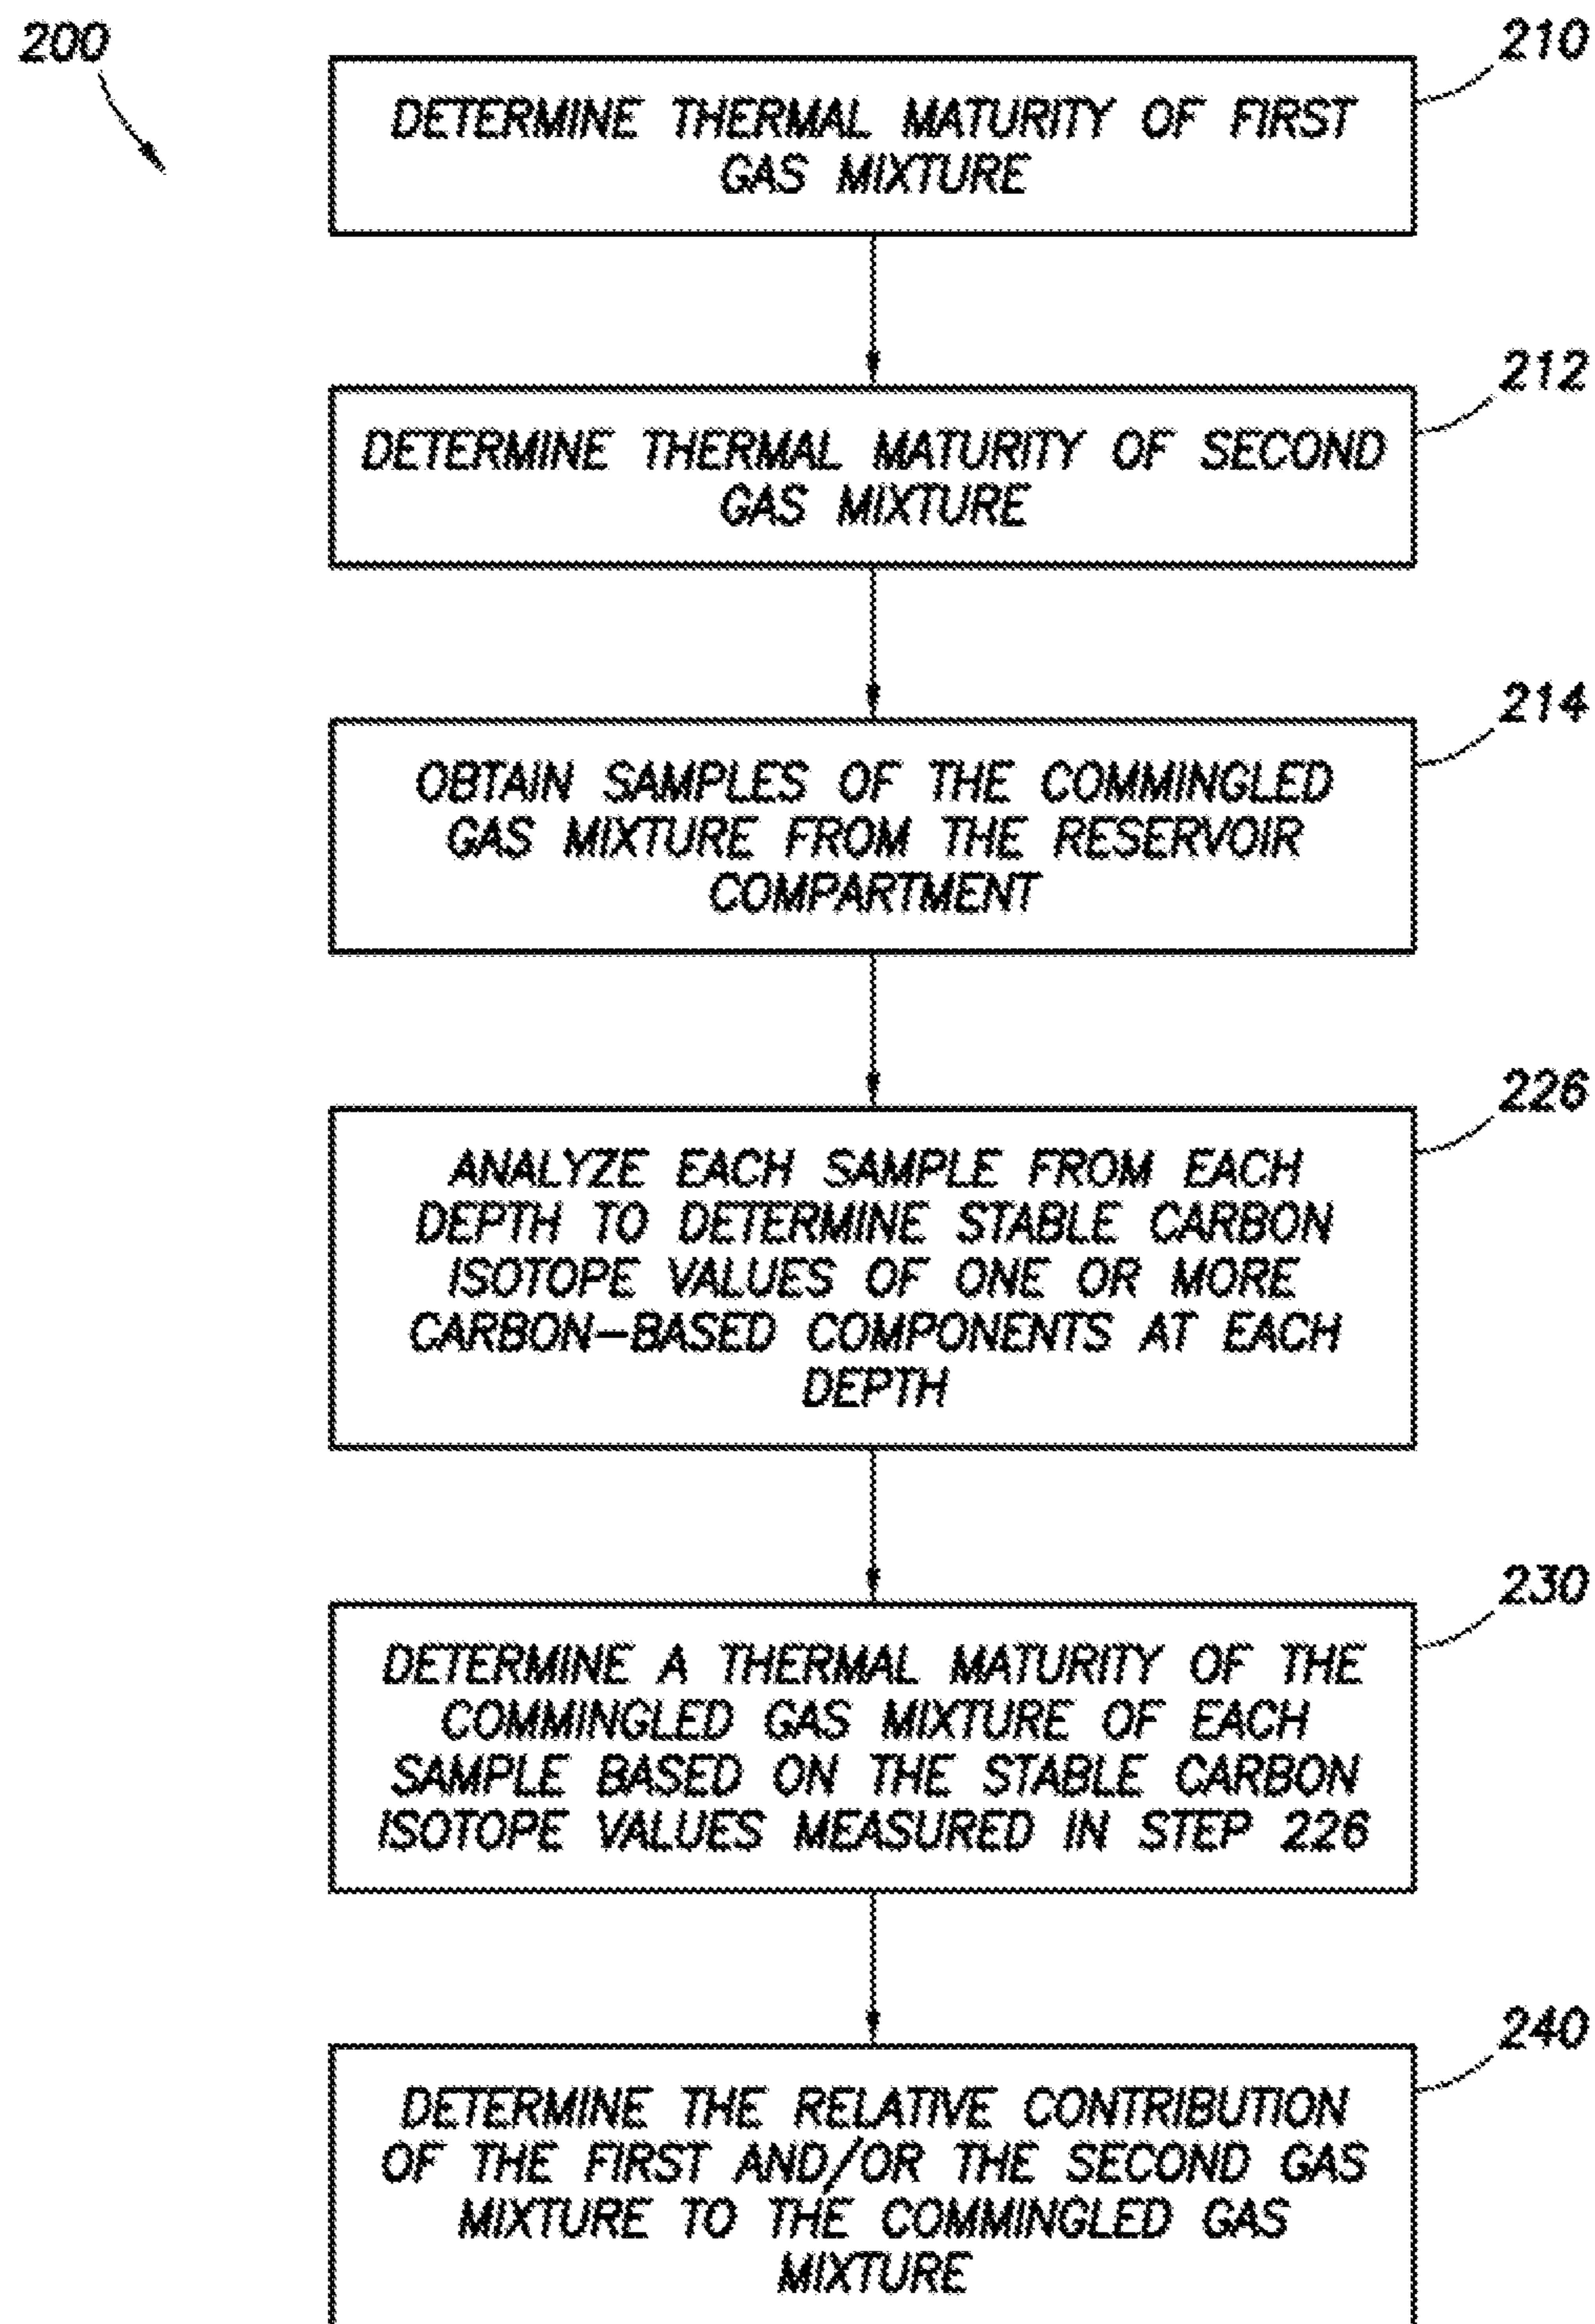 200
210
DETERMINE THERMAL MATURITY OF FIRST
GAS MIXTURE
212
DETERMINE THERMAL MATURITY OF SECOND
GAS MIXTURE
214
OBTAIN SAMPLES OF THE COMMINGLED
GAS MIXTURE FROM THE RESERVOIR
COMPARTMENT
226
ANALYZE EACH SAMPLE FROM EACH
DEPTH TO DETERMINE STABLE CARBON
ISOTOPE VALUES OF ONE OR MORE
CARBON-BASED COMPONENTS AT EACH
DEPTH
230
DETERMINE A THERMAL MATURITY OF THE
COMMINGLED GAS MIXTURE OF EACH
SAMPLE BASED ON THE STABLE CARBON
ISOTOPE VALUES MEASURED IN STEP 226
240
DETERMINE THE RELATIVE CONTRIBUTION
OF THE FIRST AND/OR THE SECOND GAS
MIXTURE TO THE COMMINGLED GAS
MIXTURE